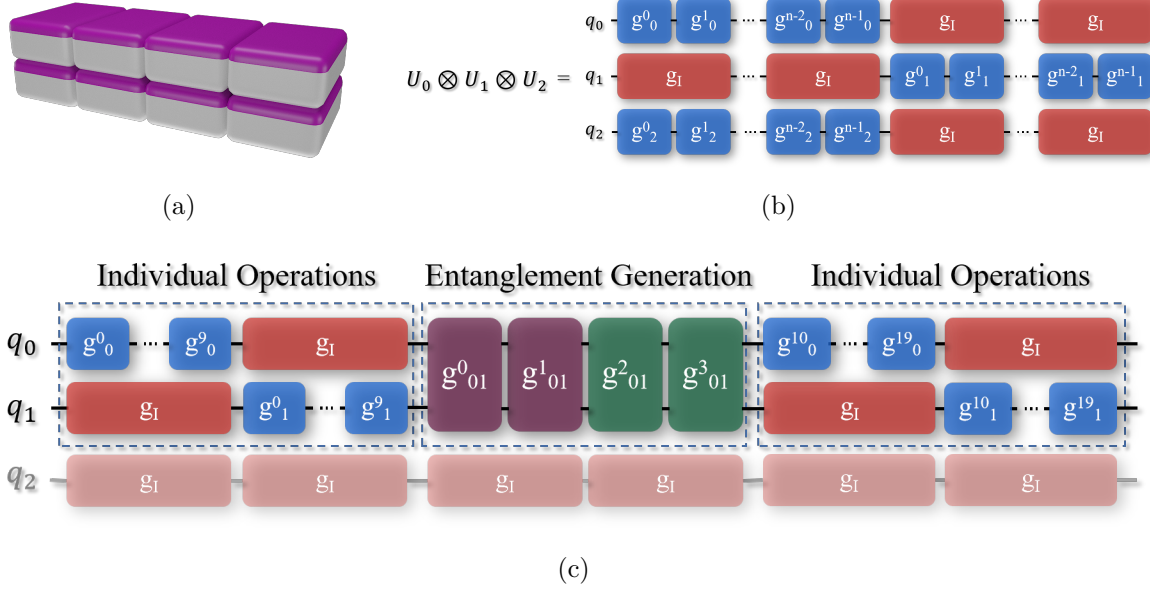 q₀ g⁰₀ g¹₀ ... gⁿ⁻²₀ gⁿ⁻¹₀ g_I ... g_I
U₀ ⊗ U₁ ⊗ U₂ = q₁ g_I ... g_I g⁰₁ g¹₁ ... gⁿ⁻²₁ gⁿ⁻¹₁
q₂ g⁰₂ g¹₂ ... gⁿ⁻²₂ gⁿ⁻¹₂ g_I ... g_I
(a) (b)
Individual Operations Entanglement Generation Individual Operations
q₀ g⁰₀ ... g⁹₀ g_I g⁰₀₁ g¹₀₁ g²₀₁ g³₀₁ g¹⁰₀ ... g¹⁹₀ g_I
q₁ g_I g⁰₁ ... g⁹₁ g_I g¹⁰₁ ... g¹⁹₁
q₂ g_I g_I g_I g_I g_I g_I
(c)